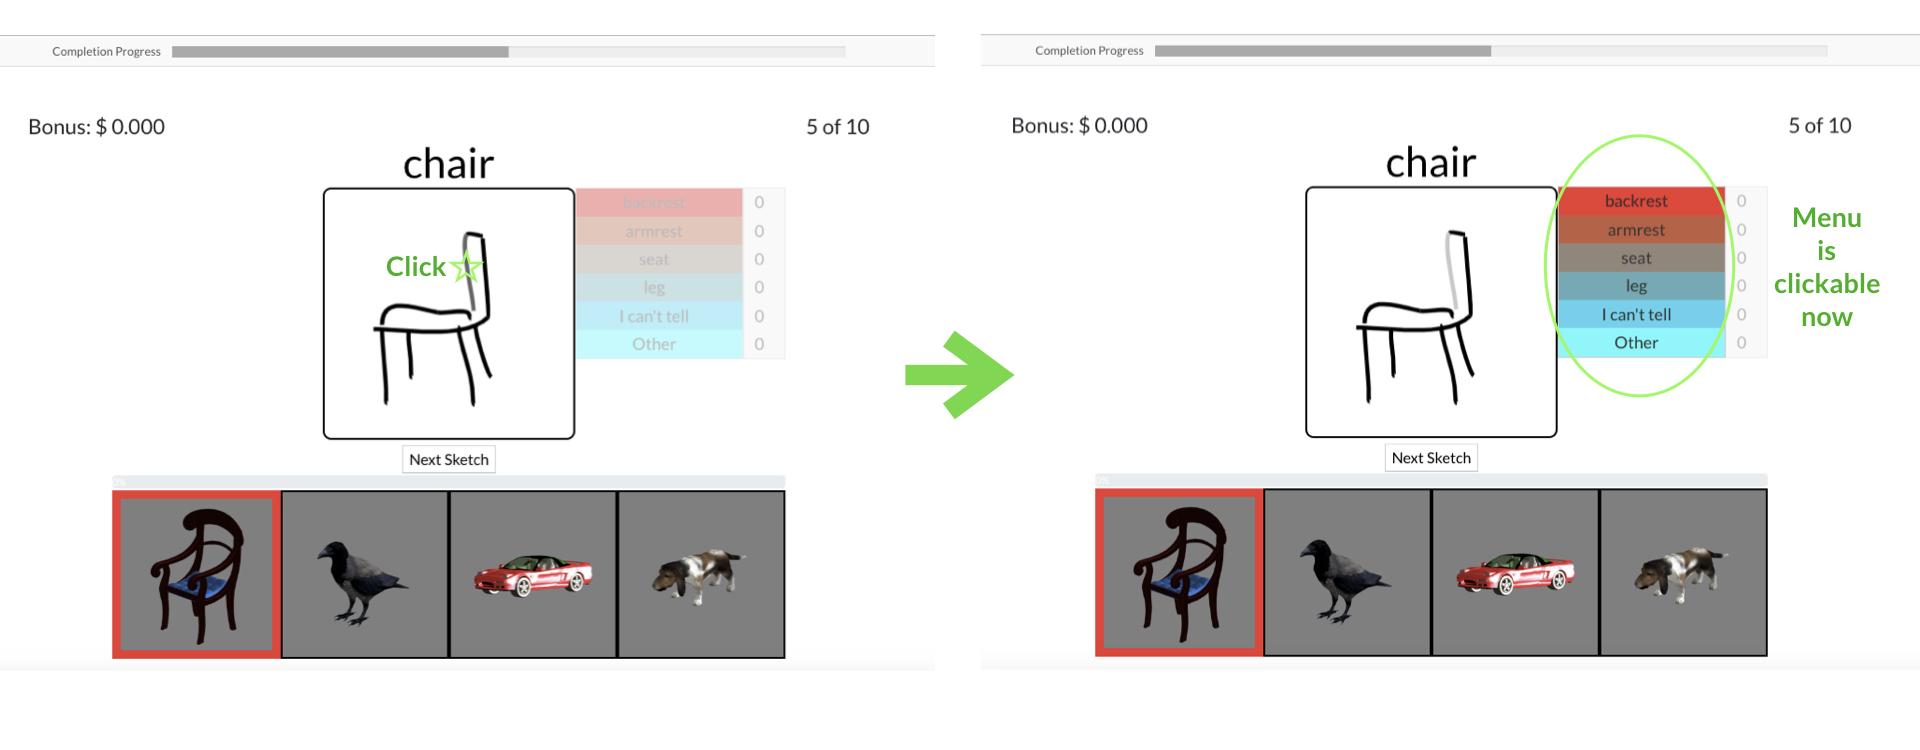 Completion Progress
Bonus: $ 0.000
5 of 10
chair
backrest 0
armrest 0
seat 0
leg 0
I can't tell 0
Other 0
Click
Next Sketch
0%
Completion Progress
Bonus: $ 0.000
5 of 10
chair
backrest 0
armrest 0
seat 0
leg 0
I can't tell 0
Other 0
Menu
is
clickable
now
Next Sketch
0%